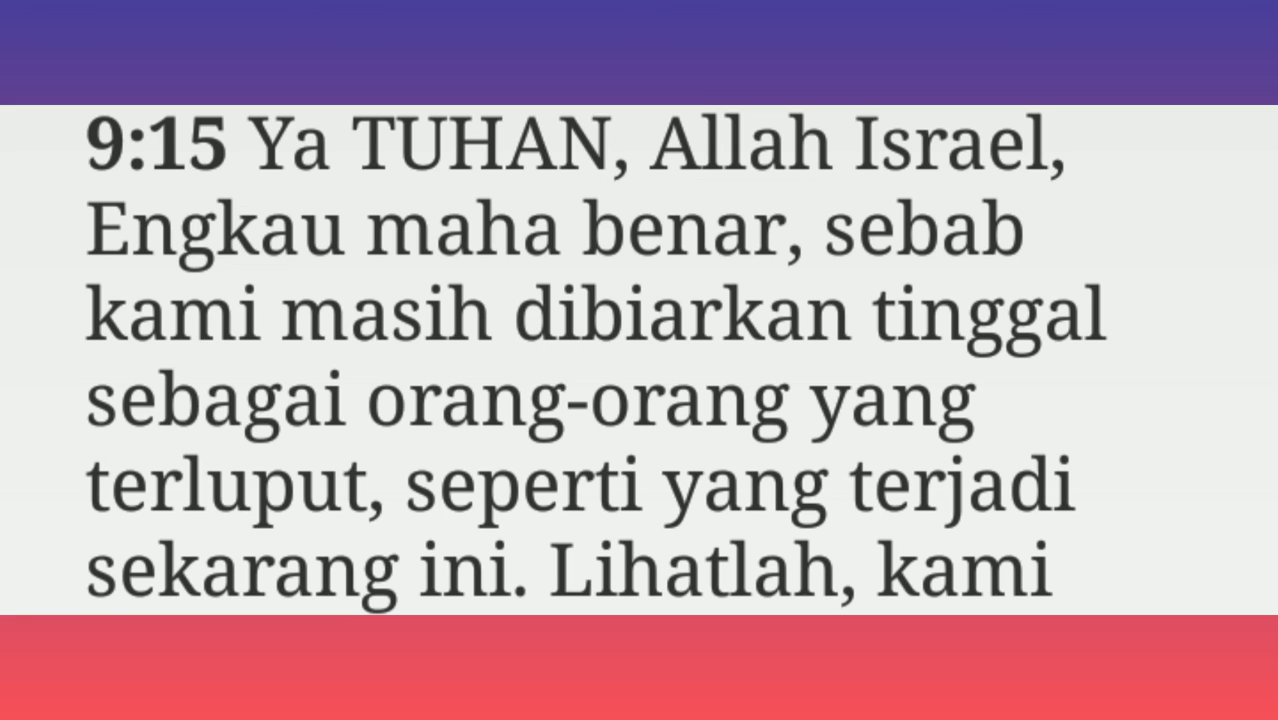 9:15 Ya TUHAN, Allah Israel,
Engkau maha benar, sebab
kami masih dibiarkan tinggal
sebagai orang-orang yang
terluput, seperti yang terjadi
sekarang ini. Lihatlah, kami